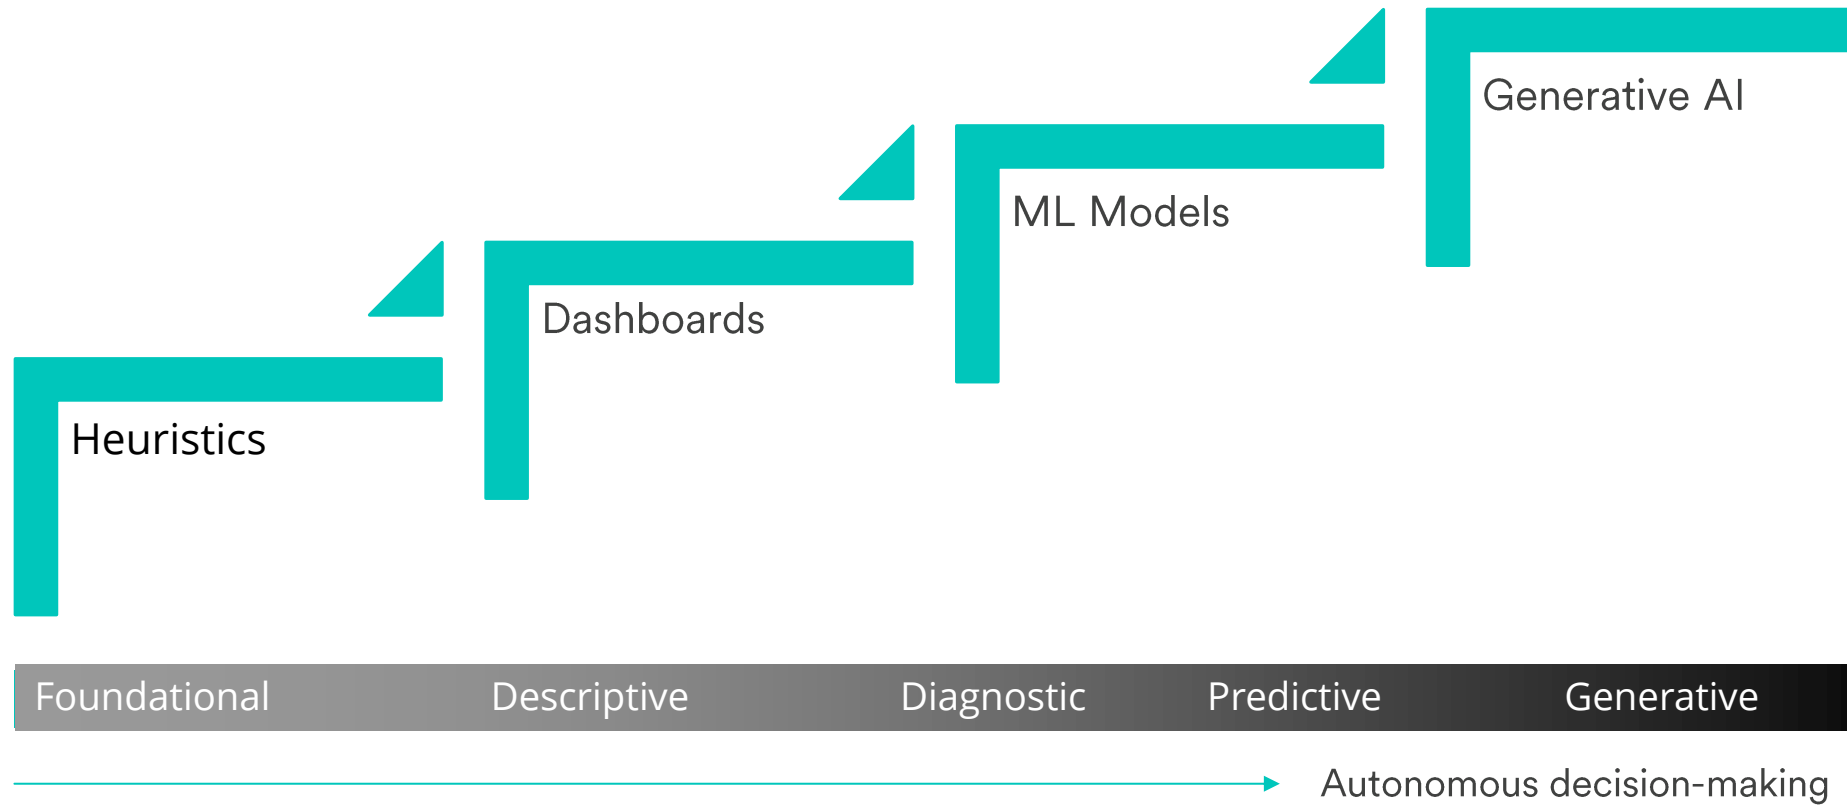 Generative AI
ML Models
Dashboards
Heuristics
Foundational Descriptive Diagnostic Predictive Generative
Autonomous decision-making